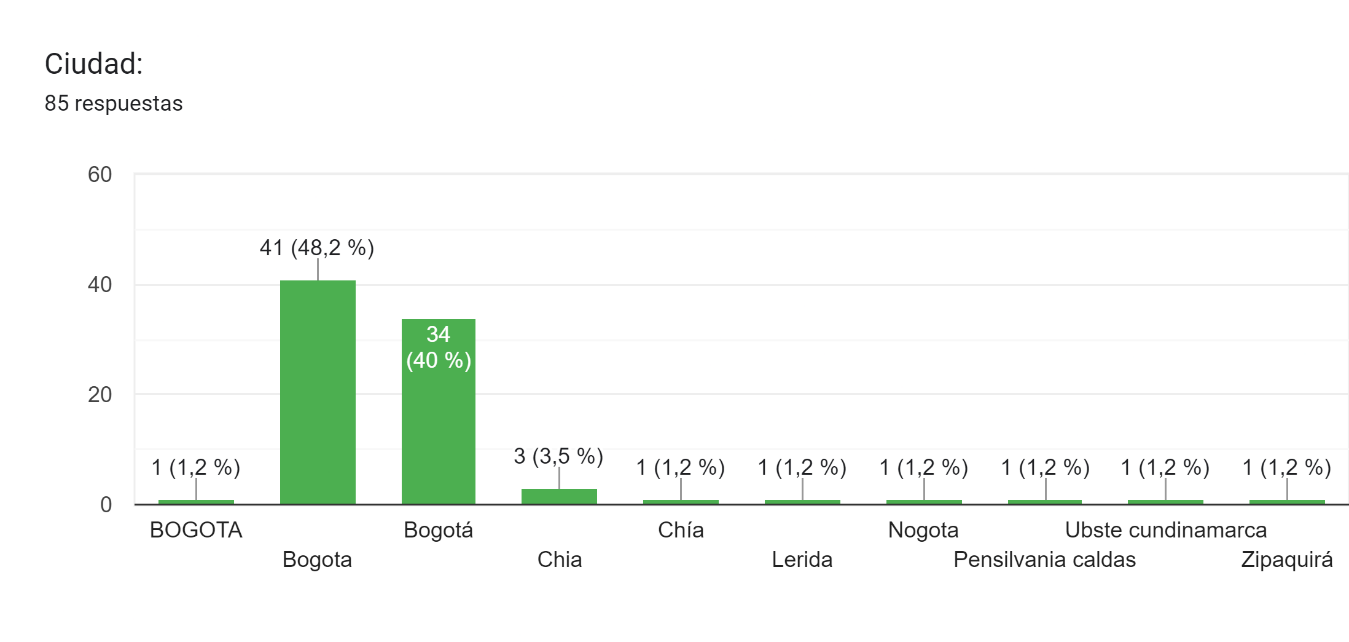 Ciudad:
85 respuestas
60
40
20
0
1 (1,2 %)
41 (48,2 %)
34
(40 %)
3 (3,5 %)
1 (1,2 %)
1 (1,2 %)
1 (1,2 %)
1 (1,2 %)
1 (1,2 %)
1 (1,2 %)
BOGOTA
Bogota
Bogotá
Chia
Chía
Lerida
Nogota
Pensilvania caldas
Ubste cundinamarca
Zipaquirá